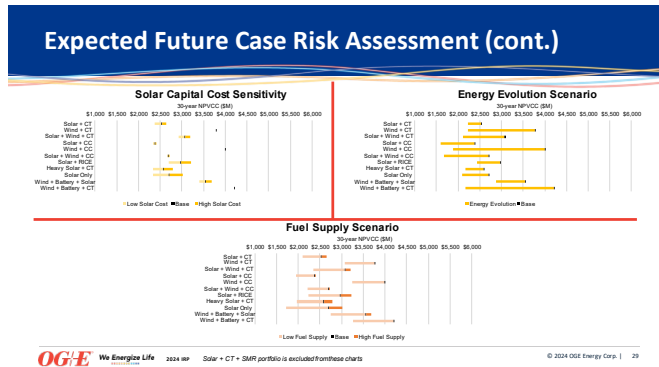 Expected Future Case Risk Assessment (cont.)
Solar Capital Cost Sensitivity
30-year NPVCC ($M)
$1,000 $1,500 $2,000 $2,500 $3,000 $3,500 $4,000 $4,500 $5,000 $5,500 $6,000
Solar + CT
Wind + CT
Solar + Wind + CT
Solar + CC
Wind + CC
Solar + Wind + CC
Solar + RICE
Heavy Solar + CT
Solar Only
Wind + Battery + Solar
Wind + Battery + CT
Low Solar Cost Base High Solar Cost
Energy Evolution Scenario
30-year NPVCC ($M)
$1,000 $1,500 $2,000 $2,500 $3,000 $3,500 $4,000 $4,500 $5,000 $5,500 $6,000
Solar + CT
Wind + CT
Solar + Wind + CT
Solar + CC
Wind + CC
Solar + Wind + CC
Solar + RICE
Heavy Solar + CT
Solar Only
Wind + Battery + Solar
Wind + Battery + CT
Energy Evolution Base
Fuel Supply Scenario
30-year NPVCC ($M)
$1,000 $1,500 $2,000 $2,500 $3,000 $3,500 $4,000 $4,500 $5,000 $5,500 $6,000
Solar + CT
Wind + CT
Solar + Wind + CT
Solar + CC
Wind + CC
Solar + Wind + CC
Solar + RICE
Heavy Solar + CT
Solar Only
Wind + Battery + Solar
Wind + Battery + CT
Low Fuel Supply Base High Fuel Supply
OG+E We Energize Life 2024 IRP Solar + CT + SMR portfolio is excluded from these charts © 2024 OGE Energy Corp. | 29